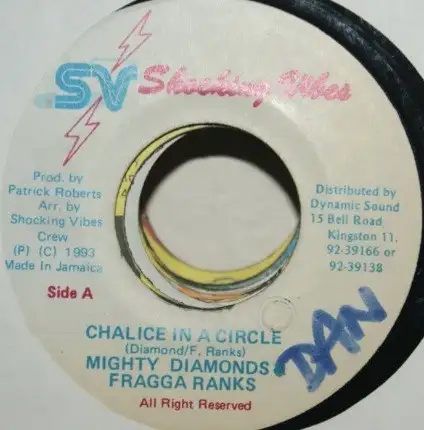 SV Shocking Vibes
Prod. by
Patrick Roberts
Arr. by
Shocking Vibes
Crew
(P) (C) 1993
Made In Jamaica
Side A
Distributed by
Dynamic Sound
15 Bell Road
Kingston 11,
92-39166 or
92-39138
CHALICE IN A CIRCLE
(Diamond/F. Ranks)
MIGHTY DIAMONDS &
FRAGGA RANKS
All Right Reserved
DAN